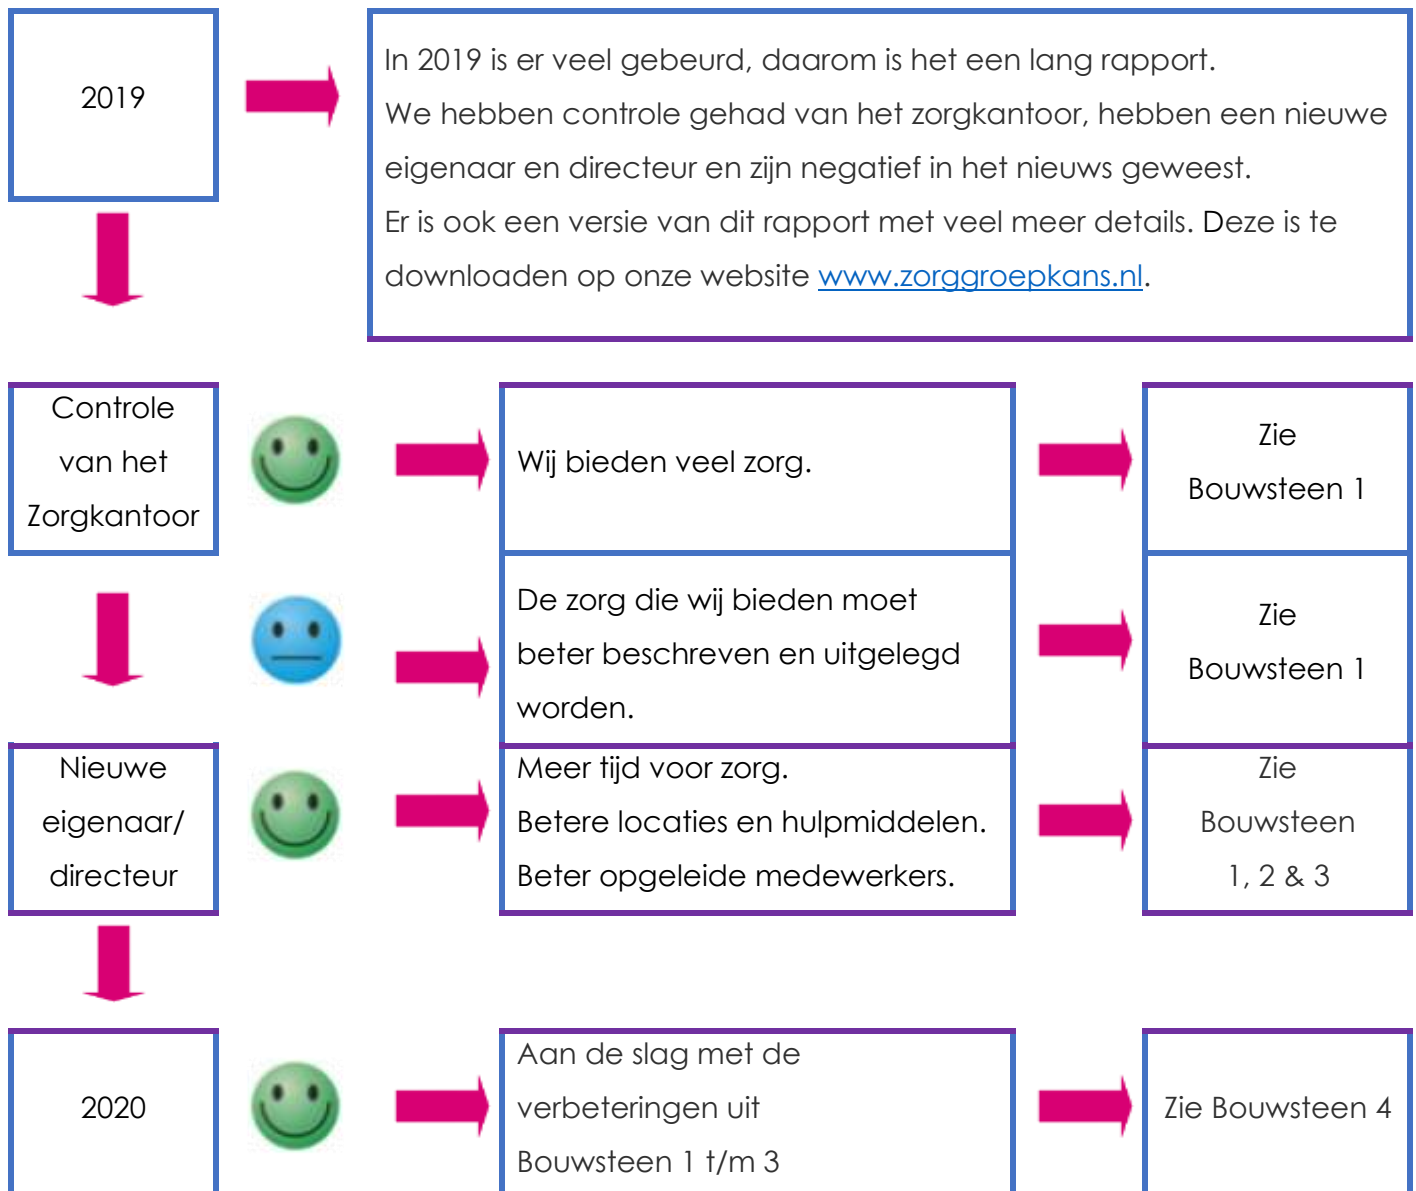 2019
In 2019 is er veel gebeurd, daarom is het een lang rapport.
We hebben controle gehad van het zorgkantoor, hebben een nieuwe
eigenaar en directeur en zijn negatief in het nieuws geweest.
Er is ook een versie van dit rapport met veel meer details. Deze is te
downloaden op onze website www.zorggroepkans.nl.
Controle
van het
Zorgkantoor
Wij bieden veel zorg.
Zie
Bouwsteen 1
De zorg die wij bieden moet
beter beschreven en uitgelegd
worden.
Zie
Bouwsteen 1
Nieuwe
eigenaar/
directeur
Meer tijd voor zorg.
Betere locaties en hulpmiddelen.
Beter opgeleide medewerkers.
Zie
Bouwsteen
1, 2 & 3
2020
Aan de slag met de
verbeteringen uit
Bouwsteen 1 t/m 3
Zie Bouwsteen 4